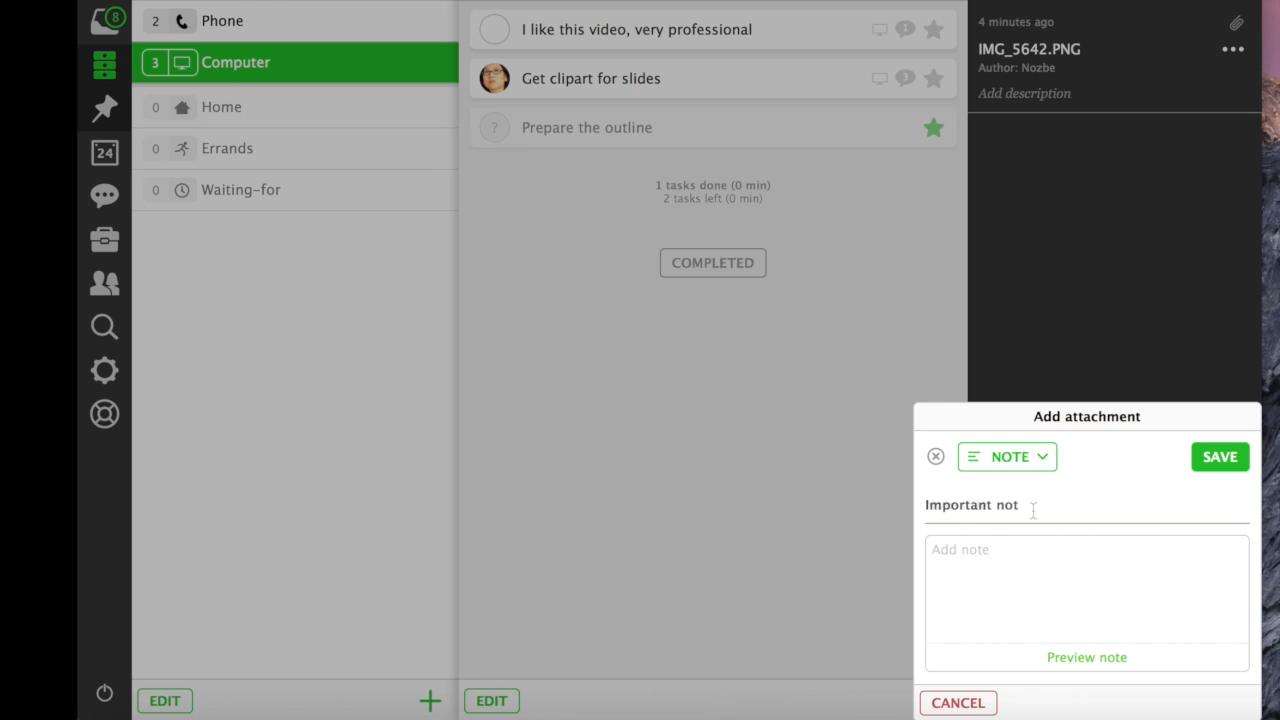 8
2 Phone
3 Computer
0 Home
0 Errands
0 Waiting-for
24
EDIT
I like this video, very professional 1
Get clipart for slides 3
? Prepare the outline
1 tasks done (0 min)
2 tasks left (0 min)
COMPLETED
EDIT
4 minutes ago
IMG_5642.PNG
Author: Nozbe
Add description
Add attachment
NOTE SAVE
Important not
Add note
Preview note
CANCEL